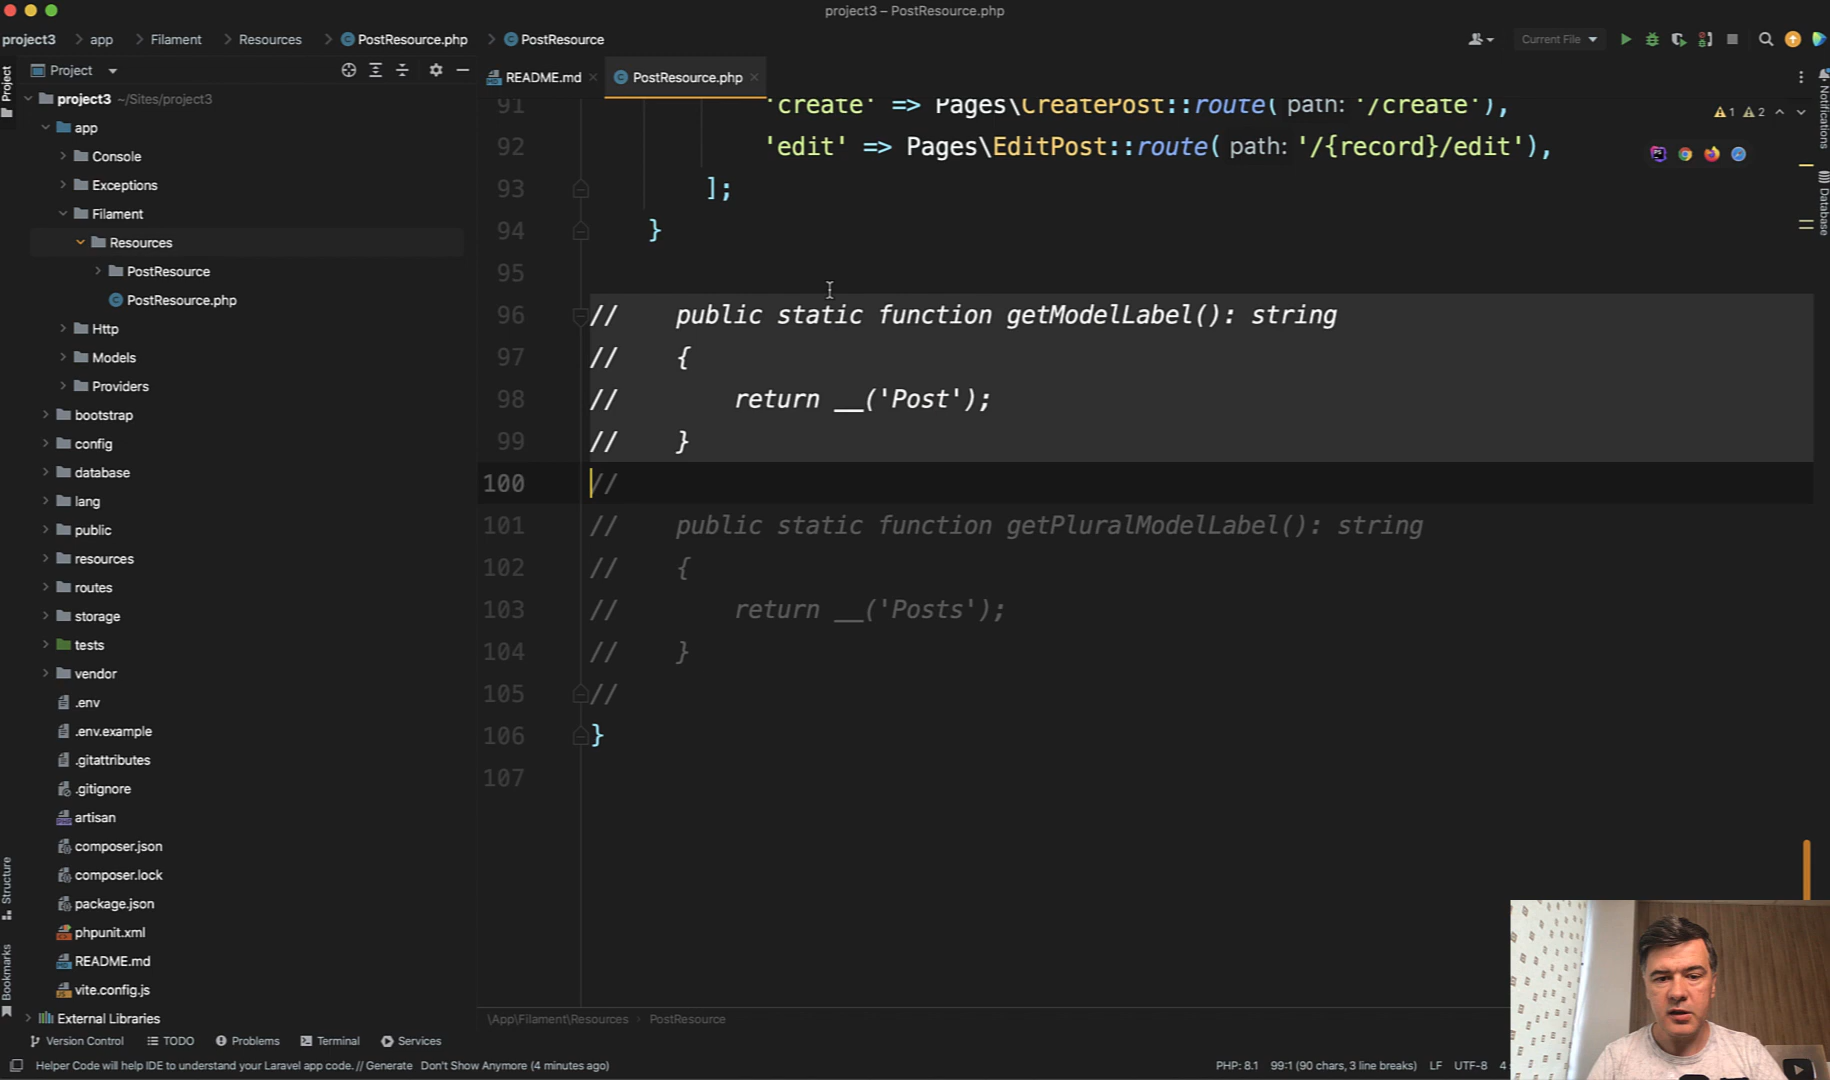 project3 – PostResource.php
project3 app Filament Resources PostResource.php PostResource
Current File
Project
README.md PostResource.php
project3 ~/Sites/project3
app
Console
Exceptions
Filament
Resources
PostResource
PostResource.php
Http
Models
Providers
bootstrap
config
database
lang
public
resources
routes
storage
tests
vendor
.env
.env.example
.gitattributes
.gitignore
artisan
composer.json
composer.lock
package.json
phpunit.xml
README.md
vite.config.js
External Libraries
Project
Structure
Bookmarks
91 'create' => Pages\CreatePost::route( path: '/create'),
92 'edit' => Pages\EditPost::route( path: '/{record}/edit'),
93 ];
94 }
95
96 // public static function getModelLabel(): string
97 // {
98 // return __('Post');
99 // }
100 //
101 // public static function getPluralModelLabel(): string
102 // {
103 // return __('Posts');
104 // }
105 //
106 }
107
1 2
Notifications
Database
\App\Filament\Resources PostResource
Version Control TODO Problems Terminal Services
Helper Code will help IDE to understand your Laravel app code. // Generate Don't Show Anymore (4 minutes ago)
PHP: 8.1 99:1 (90 chars, 3 line breaks) LF UTF-8 4